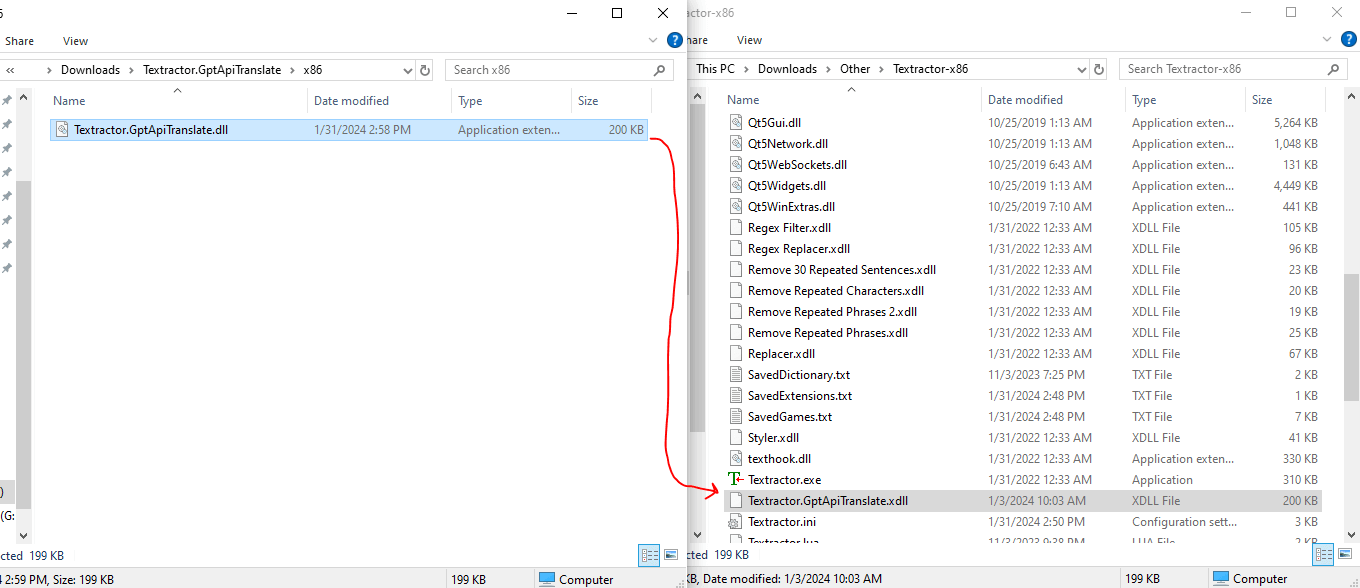 Share View
« > Downloads > Textractor.GptApiTranslate > x86 Search x86
Name Date modified Type Size
Textractor.GptApiTranslate.dll 1/31/2024 2:58 PM Application exten... 200 KB
(G:
cted 199 KB
2:59 PM, Size: 199 KB 199 KB Computer
actor-x86
hare View
This PC > Downloads > Other > Textractor-x86 Search Textractor-x86
Name Date modified Type Size
Qt5Gui.dll 10/25/2019 1:13 AM Application exten... 5,264 KB
Qt5Network.dll 10/25/2019 1:13 AM Application exten... 1,048 KB
Qt5WebSockets.dll 10/25/2019 6:43 AM Application exten... 131 KB
Qt5Widgets.dll 10/25/2019 1:13 AM Application exten... 4,449 KB
Qt5WinExtras.dll 10/25/2019 7:10 AM Application exten... 441 KB
Regex Filter.xdll 1/31/2022 12:33 AM XDLL File 105 KB
Regex Replacer.xdll 1/31/2022 12:33 AM XDLL File 96 KB
Remove 30 Repeated Sentences.xdll 1/31/2022 12:33 AM XDLL File 23 KB
Remove Repeated Characters.xdll 1/31/2022 12:33 AM XDLL File 20 KB
Remove Repeated Phrases 2.xdll 1/31/2022 12:33 AM XDLL File 19 KB
Remove Repeated Phrases.xdll 1/31/2022 12:33 AM XDLL File 25 KB
Replacer.xdll 1/31/2022 12:33 AM XDLL File 67 KB
SavedDictionary.txt 11/3/2023 7:25 PM TXT File 2 KB
SavedExtensions.txt 1/31/2024 2:48 PM TXT File 1 KB
SavedGames.txt 1/31/2024 2:48 PM TXT File 7 KB
Styler.xdll 1/31/2022 12:33 AM XDLL File 41 KB
texthook.dll 1/31/2022 12:33 AM Application exten... 330 KB
Textractor.exe 1/31/2022 12:33 AM Application 310 KB
Textractor.GptApiTranslate.xdll 1/3/2024 10:03 AM XDLL File 200 KB
Textractor.ini 1/31/2024 2:50 PM Configuration sett... 3 KB
Textractor.lua 11/3/2023 9:38 PM LUA File 2 KB
cted 199 KB
KB, Date modified: 1/3/2024 10:03 AM 199 KB Computer